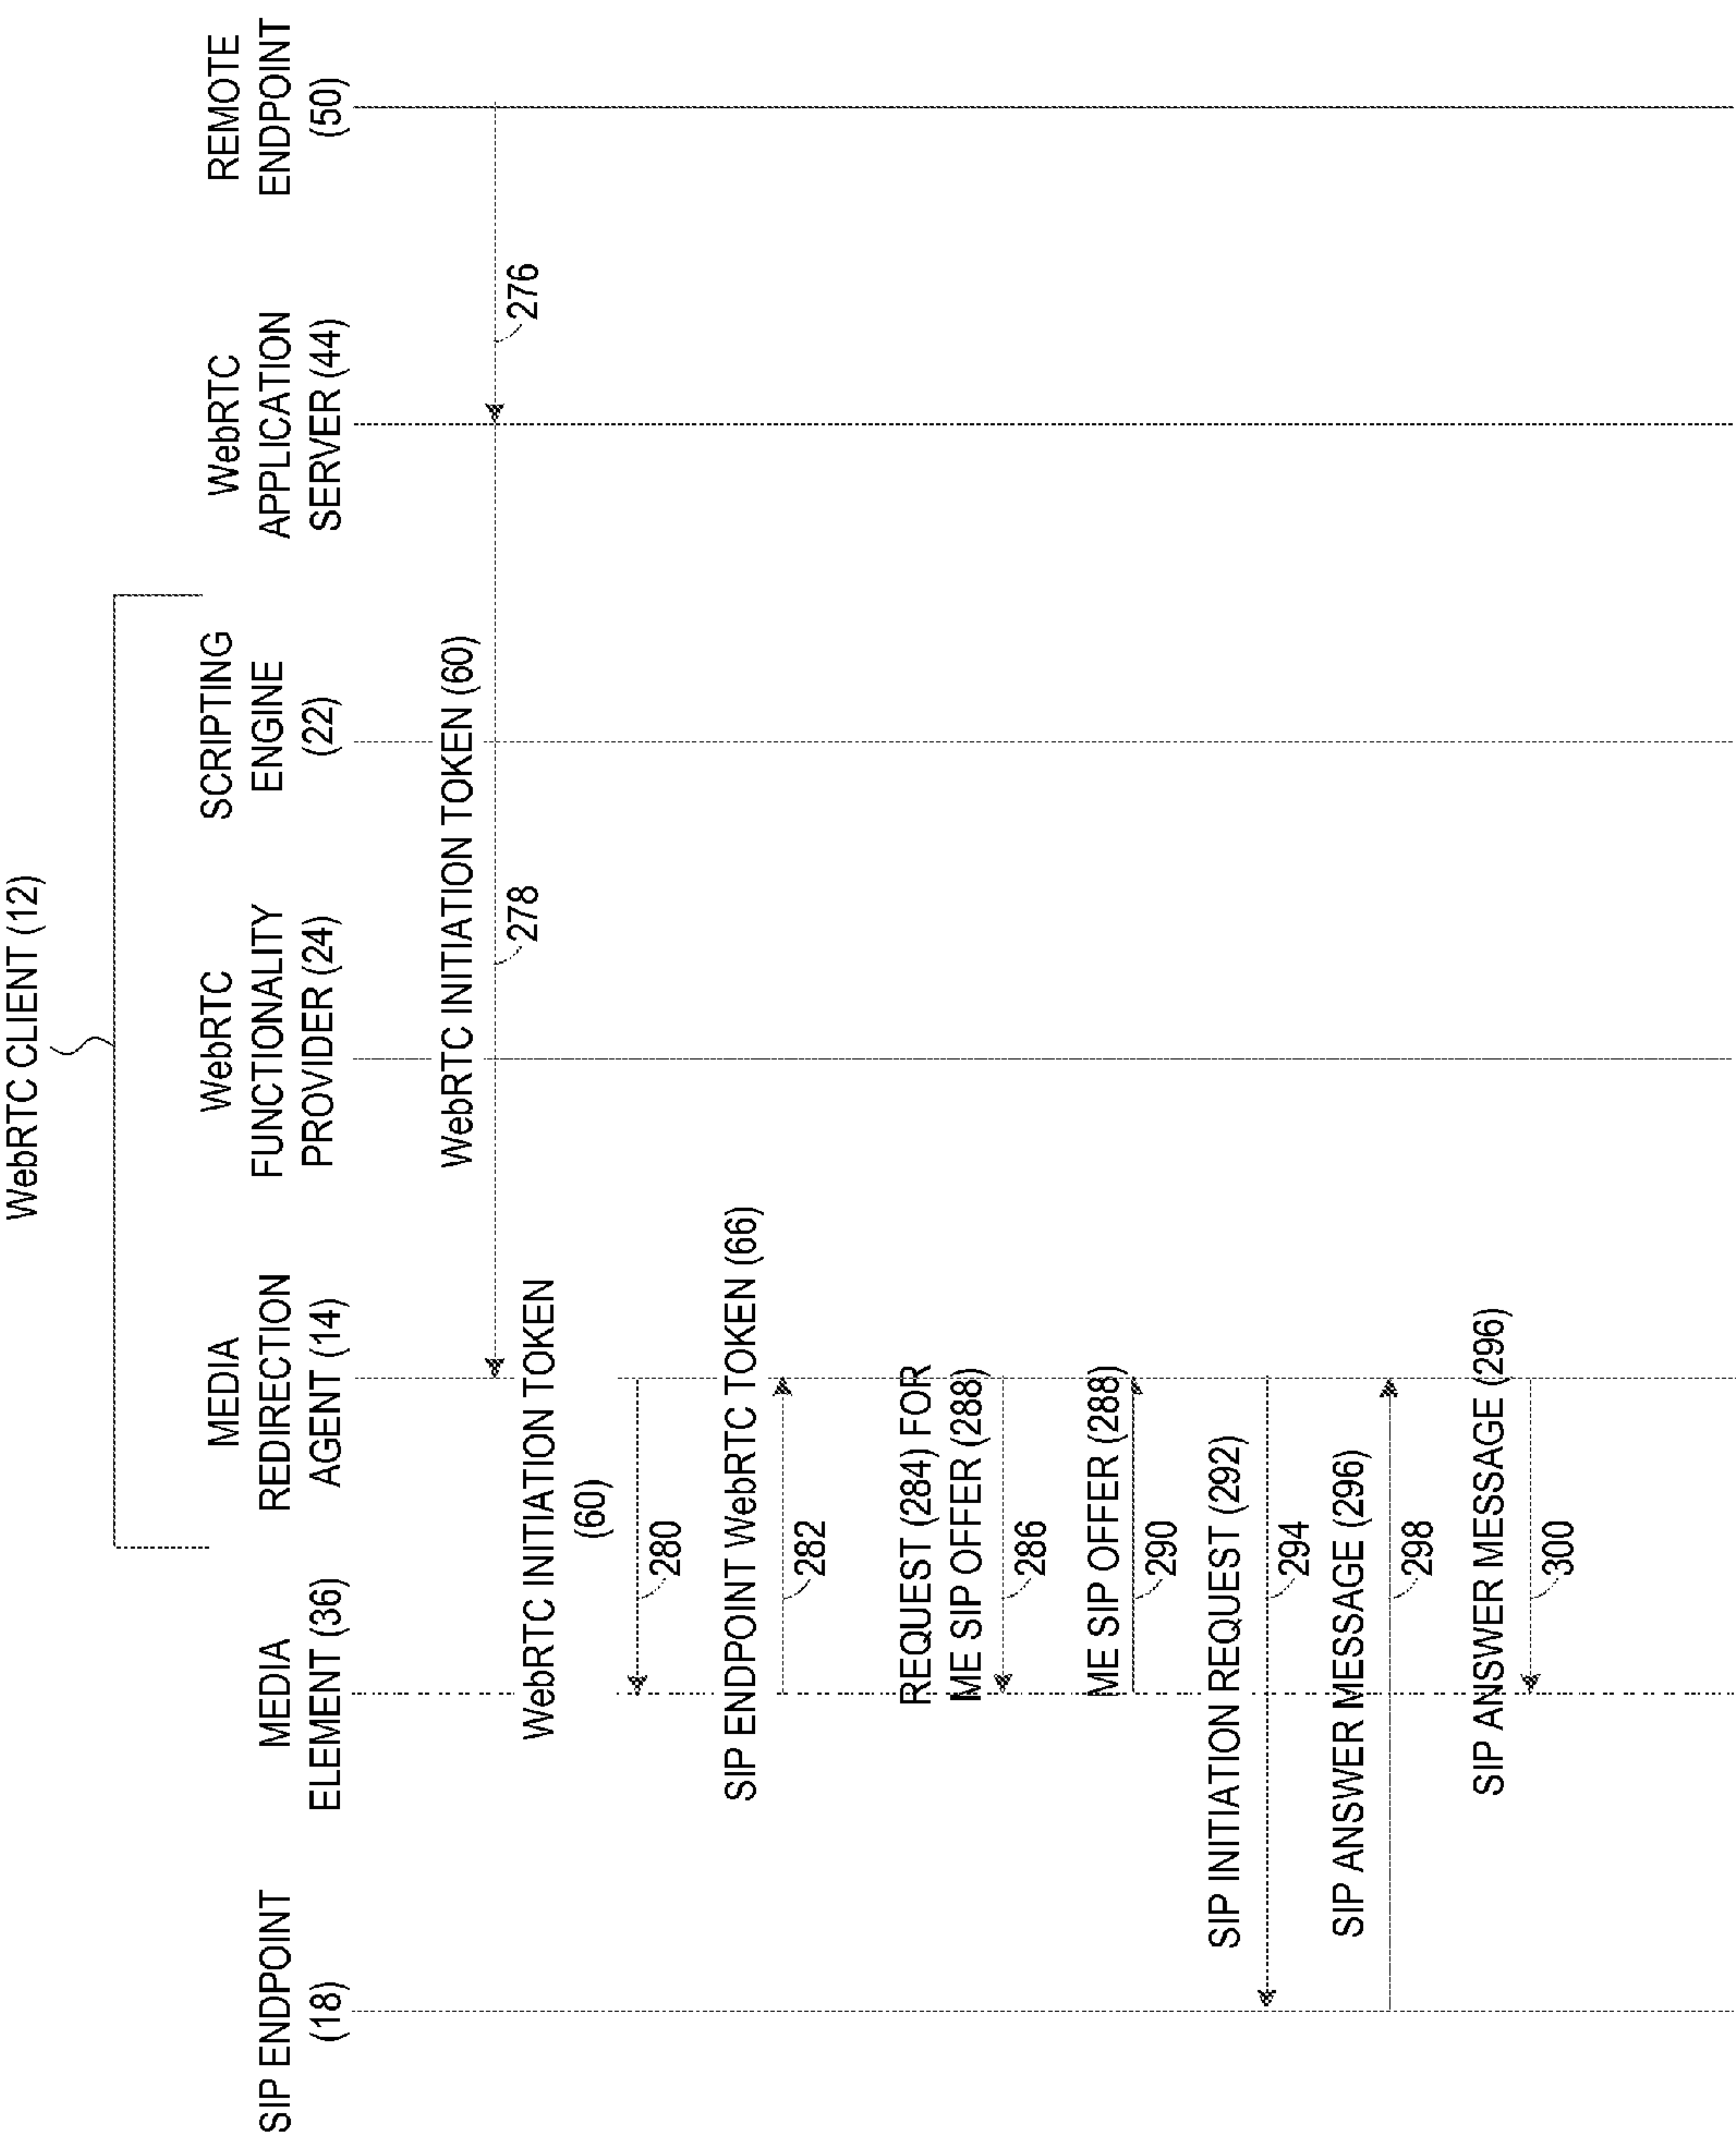 WebRTC CLIENT (12)
SIP ENDPOINT
(18)
MEDIA
ELEMENT (36)
MEDIA
REDIRECTION
AGENT (14)
WebRTC
FUNCTIONALITY
PROVIDER (24)
SCRIPTING
ENGINE
(22)
WebRTC
APPLICATION
SERVER (44)
REMOTE
ENDPOINT
(50)
WebRTC INITIATION TOKEN (60)
278
276
WebRTC INITIATION TOKEN
(60)
280
SIP ENDPOINT WebRTC TOKEN (66)
282
REQUEST (284) FOR
ME SIP OFFER (288)
286
ME SIP OFFER (288)
290
SIP INITIATION REQUEST (292)
294
SIP ANSWER MESSAGE (296)
298
SIP ANSWER MESSAGE (296)
300